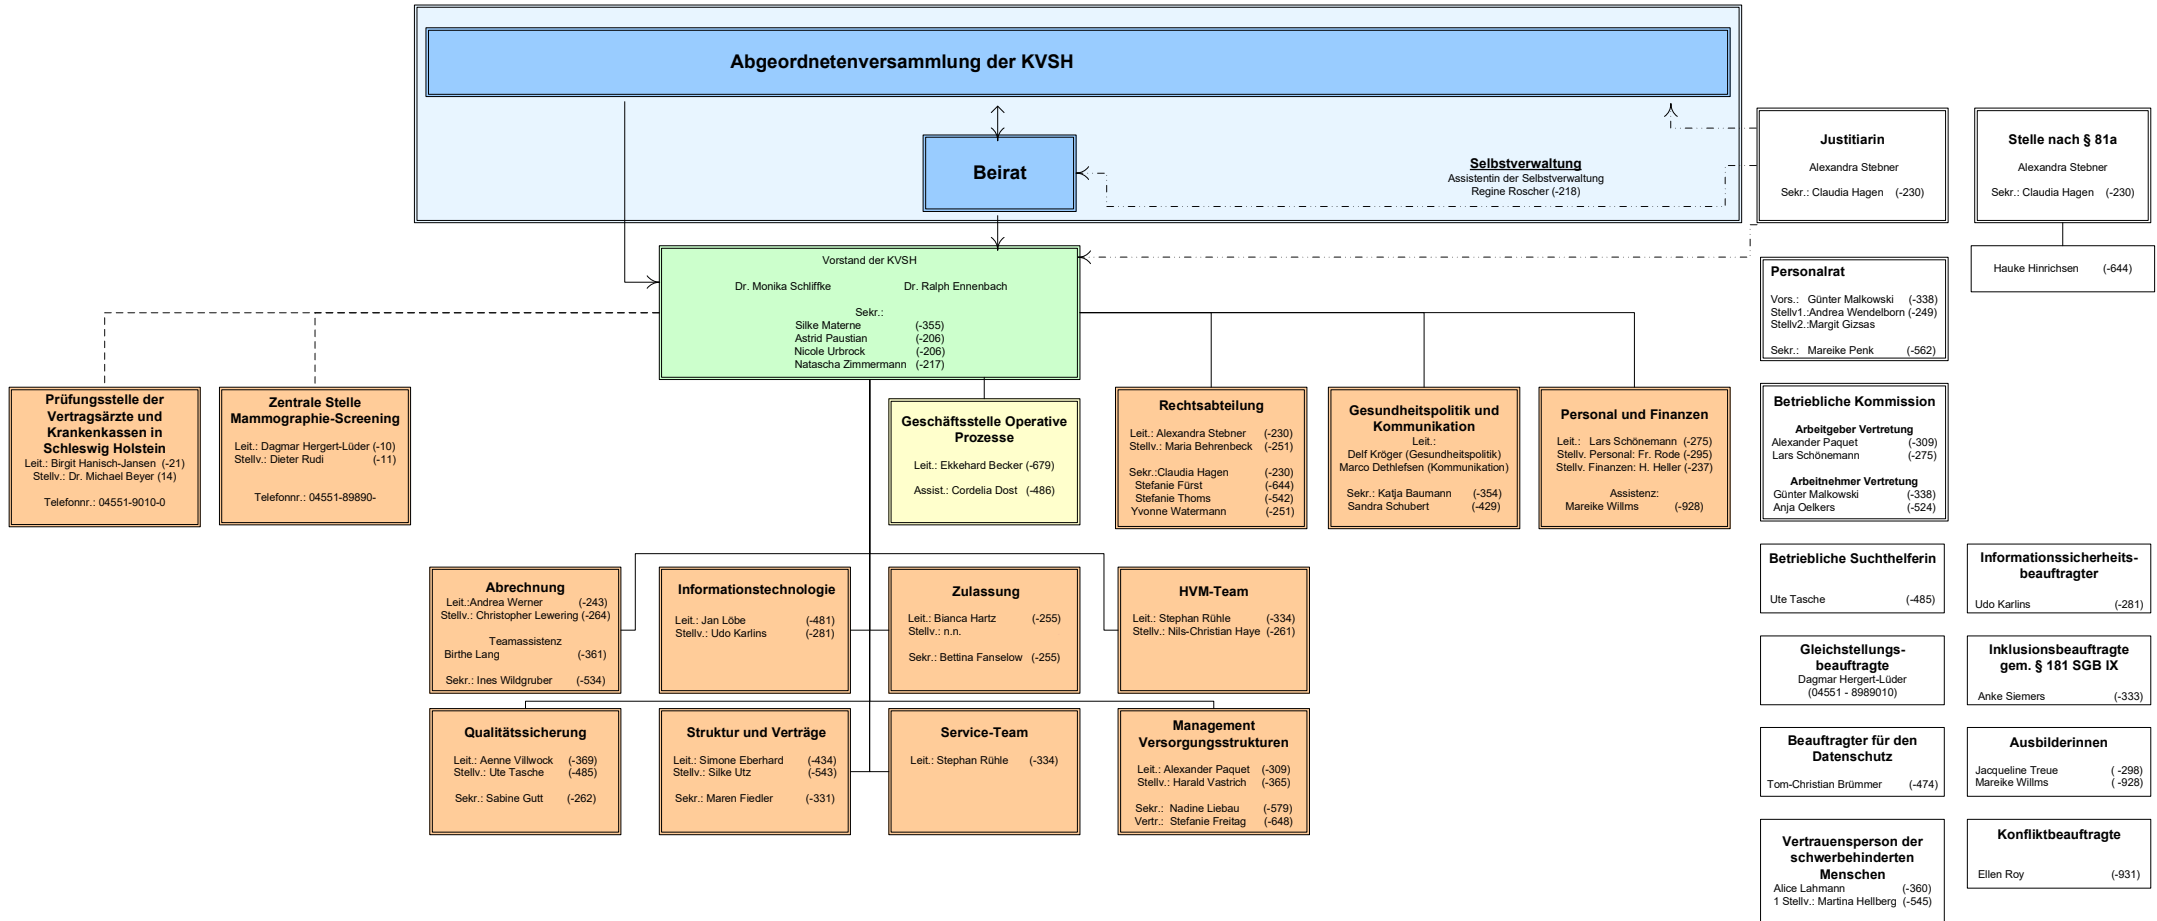 Abgeordnetenversammlung der KVSH
Beirat
Selbstverwaltung
Assistentin der Selbstverwaltung
Regine Roscher (-218)
Justitiarin
Alexandra Stebner
Sekr.: Claudia Hagen (-230)
Stelle nach § 81a
Alexandra Stebner
Sekr.: Claudia Hagen (-230)
Hauke Hinrichsen (-644)
Vorstand der KVSH
Dr. Monika Schliffke Dr. Ralph Ennenbach
Sekr.:
Silke Materne (-355)
Astrid Paustian (-206)
Nicole Urbrock (-206)
Natascha Zimmermann (-217)
Personalrat
Vors.: Günter Malkowski (-338)
Stellv1.:Andrea Wendelborn (-249)
Stellv2.:Margit Gizsas
Sekr.: Mareike Penk (-562)
Prüfungsstelle der
Vertragsärzte und
Krankenkassen in
Schleswig Holstein
Leit.: Birgit Hanisch-Jansen (-21)
Stellv.: Dr. Michael Beyer (14)
Telefonnr.: 04551-9010-0
Zentrale Stelle
Mammographie-Screening
Leit.: Dagmar Hergert-Lüder (-10)
Stellv.: Dieter Rudi (-11)
Telefonnr.: 04551-89890-
Geschäftsstelle Operative
Prozesse
Leit.: Ekkehard Becker (-679)
Assist.: Cordelia Dost (-486)
Rechtsabteilung
Leit.: Alexandra Stebner (-230)
Stellv.: Maria Behrenbeck (-251)
Sekr.:Claudia Hagen (-230)
Stefanie Fürst (-644)
Stefanie Thoms (-542)
Yvonne Watermann (-251)
Gesundheitspolitik und
Kommunikation
Leit.:
Delf Kröger (Gesundheitspolitik)
Marco Dethlefsen (Kommunikation)
Sekr.: Katja Baumann (-354)
Sandra Schubert (-429)
Personal und Finanzen
Leit.: Lars Schönemann (-275)
Stellv. Personal: Fr. Rode (-295)
Stellv. Finanzen: H. Heller (-237)
Assistenz:
Mareike Willms (-928)
Betriebliche Kommission
Arbeitgeber Vertretung
Alexander Paquet (-309)
Lars Schönemann (-275)
Arbeitnehmer Vertretung
Günter Malkowski (-338)
Anja Oelkers (-524)
Abrechnung
Leit.:Andrea Werner (-243)
Stellv.: Christopher Lewering (-264)
Teamassistenz
Birthe Lang (-361)
Sekr.: Ines Wildgruber (-534)
Informationstechnologie
Leit.: Jan Löbe (-481)
Stellv.: Udo Karlins (-281)
Zulassung
Leit.: Bianca Hartz (-255)
Stellv.: n.n.
Sekr.: Bettina Fanselow (-255)
HVM-Team
Leit.: Stephan Rühle (-334)
Stellv.: Nils-Christian Haye (-261)
Betriebliche Suchthelferin
Ute Tasche (-485)
Informationssicherheits-
beauftragter
Udo Karlins (-281)
Gleichstellungs-
beauftragte
Dagmar Hergert-Lüder
(04551 - 8989010)
Inklusionsbeauftragte
gem. § 181 SGB IX
Anke Siemers (-333)
Qualitätssicherung
Leit.: Aenne Villwock (-369)
Stellv.: Ute Tasche (-485)
Sekr.: Sabine Gutt (-262)
Struktur und Verträge
Leit.: Simone Eberhard (-434)
Stellv.: Silke Utz (-543)
Sekr.: Maren Fiedler (-331)
Service-Team
Leit.: Stephan Rühle (-334)
Management
Versorgungsstrukturen
Leit.: Alexander Paquet (-309)
Stellv.: Harald Vastrich (-365)
Sekr.: Nadine Liebau (-579)
Vertr.: Stefanie Freitag (-648)
Beauftragter für den
Datenschutz
Tom-Christian Brümmer (-474)
Ausbilderinnen
Jacqueline Treue ( -298)
Mareike Willms ( -928)
Vertrauensperson der
schwerbehinderten
Menschen
Alice Lahmann (-360)
1 Stellv.: Martina Hellberg (-545)
Konfliktbeauftragte
Ellen Roy (-931)